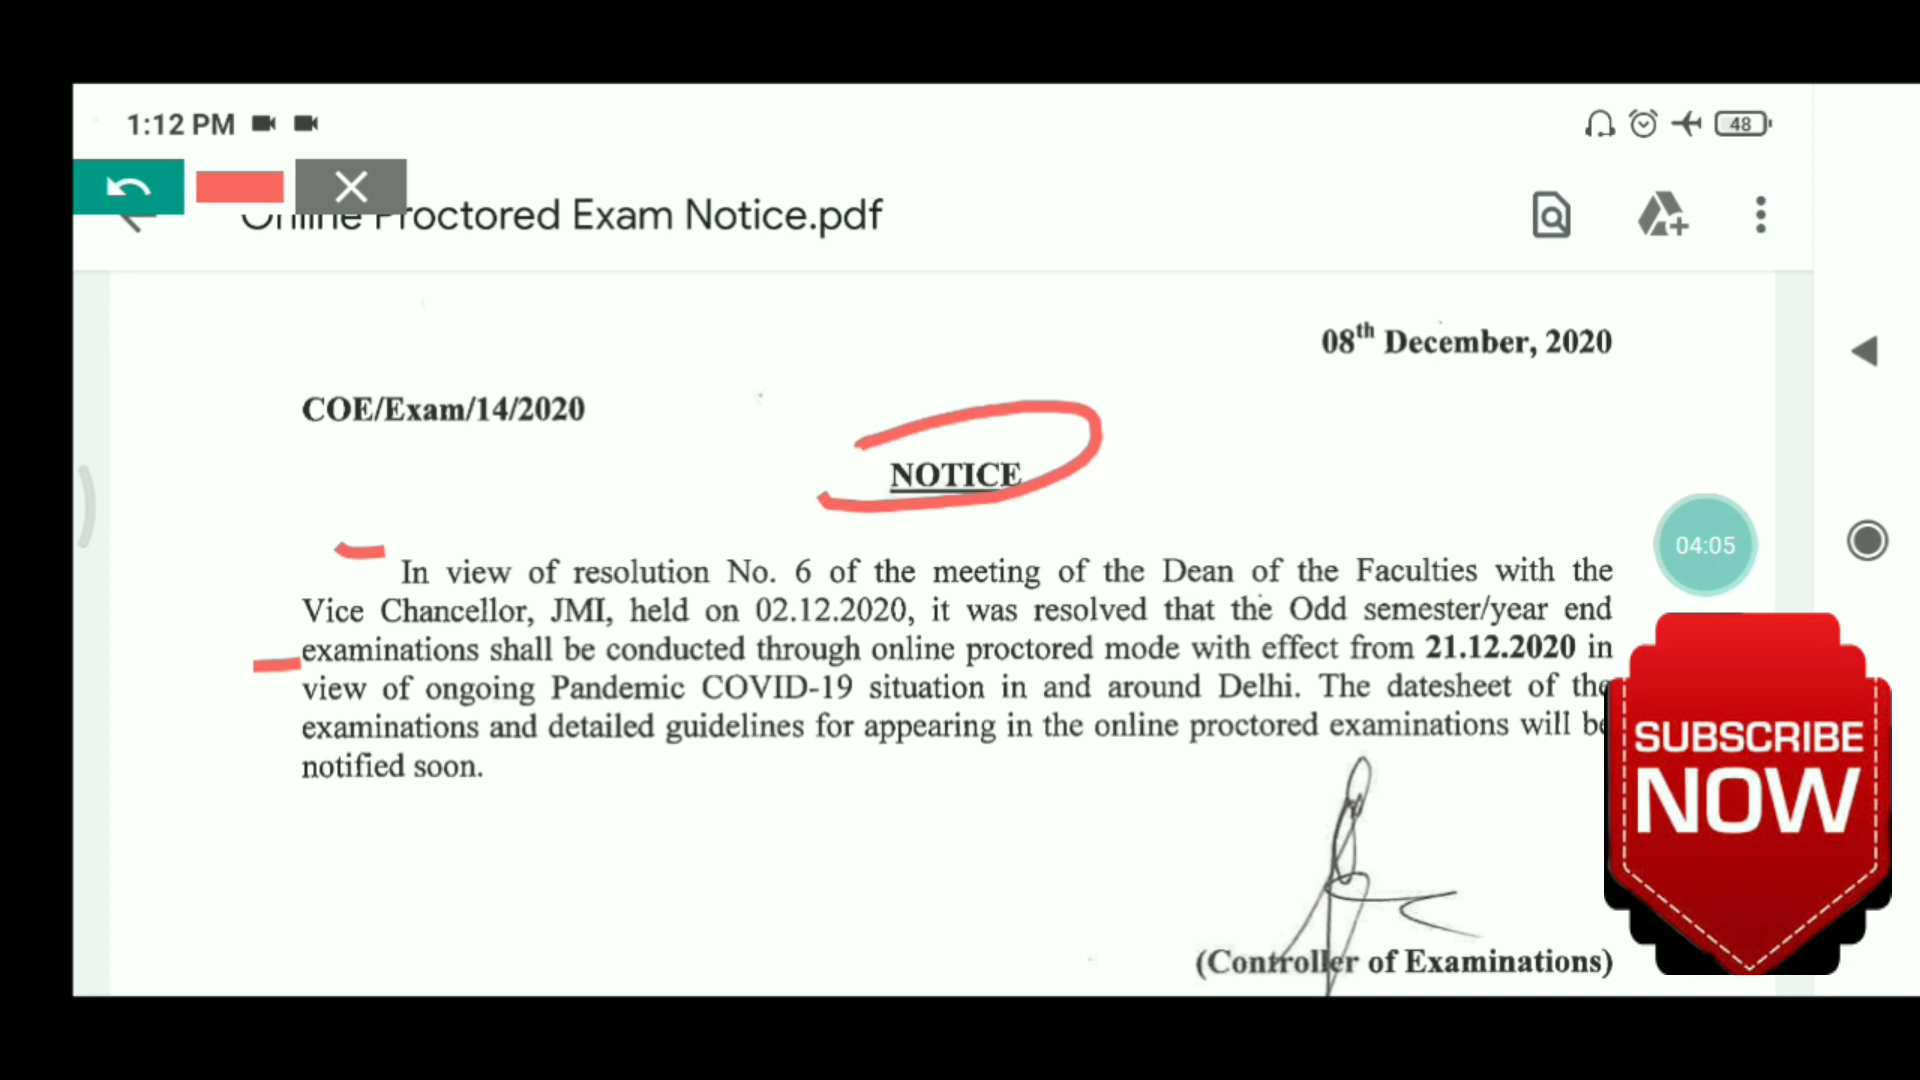 1:12 PM
48
Online Proctored Exam Notice.pdf
08th December, 2020
COE/Exam/14/2020
NOTICE
In view of resolution No. 6 of the meeting of the Dean of the Faculties with the
Vice Chancellor, JMI, held on 02.12.2020, it was resolved that the Odd semester/year end
examinations shall be conducted through online proctored mode with effect from 21.12.2020 in
view of ongoing Pandemic COVID-19 situation in and around Delhi. The datesheet of the
examinations and detailed guidelines for appearing in the online proctored examinations will be
notified soon.
(Controller of Examinations)
04:05
SUBSCRIBE
NOW